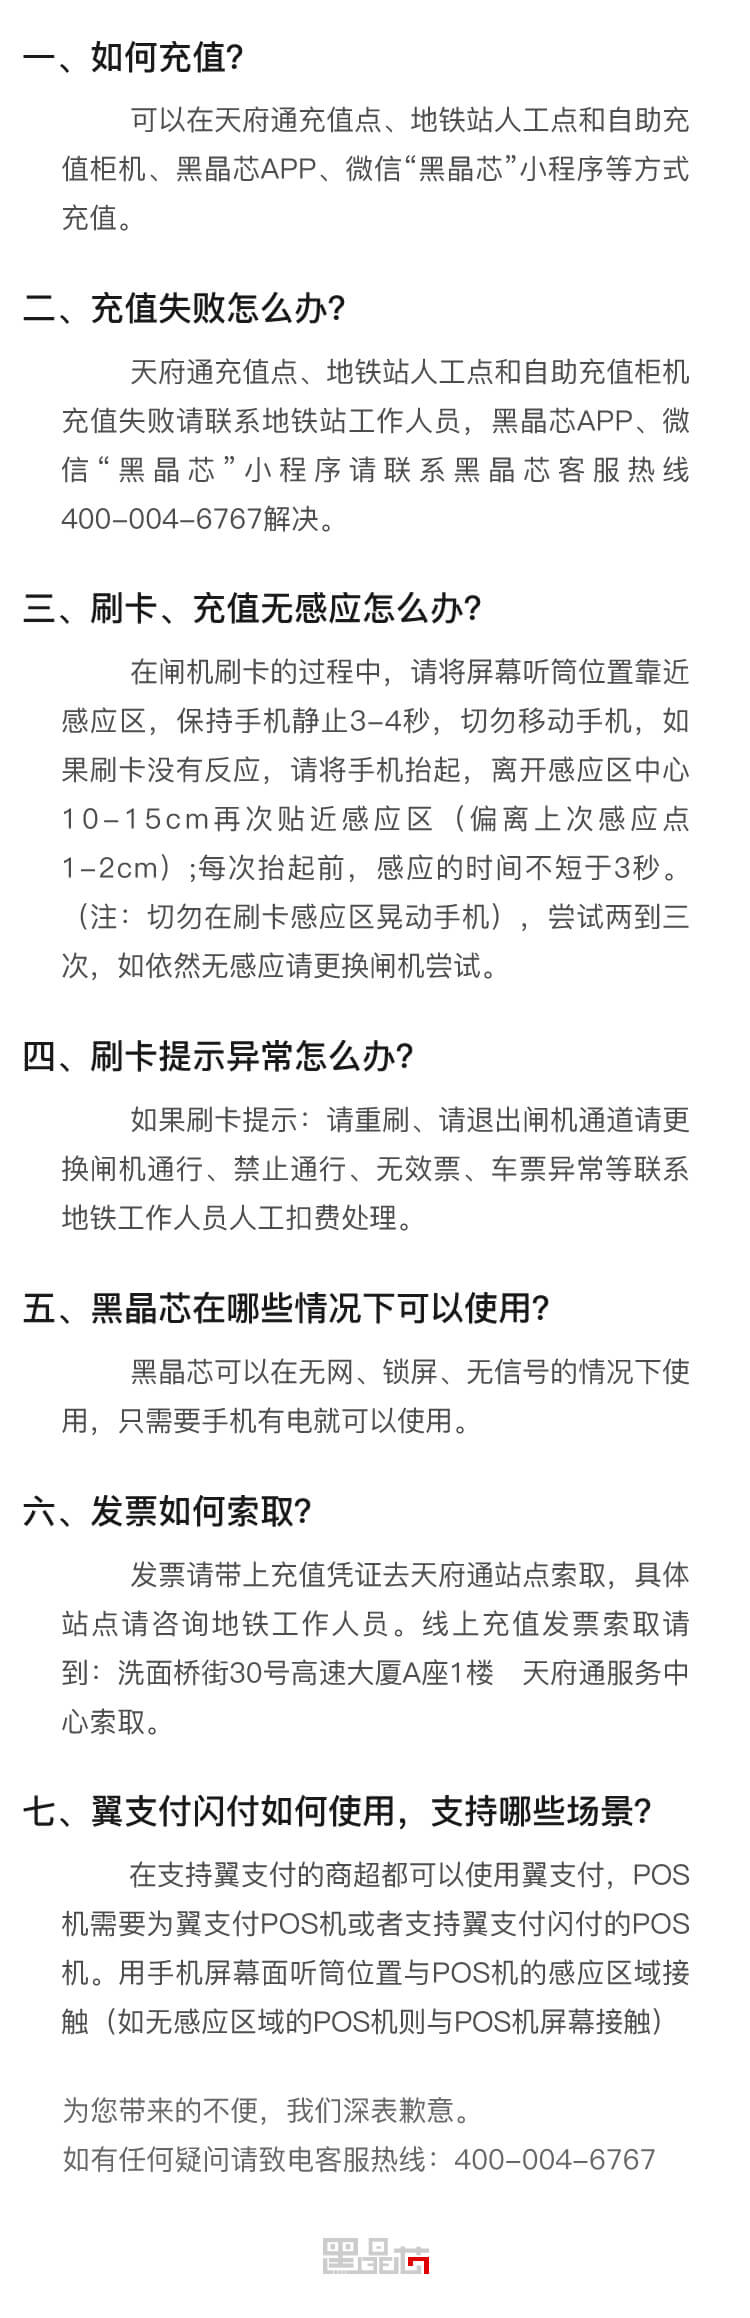 一、如何充值?
可以在天府通充值点、地铁站人工点和自助充
值柜机、黑晶芯APP、微信“黑晶芯”小程序等方式
充值。
二、充值失败怎么办?
天府通充值点、地铁站人工点和自助充值柜机
充值失败请联系地铁站工作人员，黑晶芯APP、微
信“黑晶芯”小程序请联系黑晶芯客服热线
400-004-6767解决。
三、刷卡、充值无感应怎么办?
在闸机刷卡的过程中，请将屏幕听筒位置靠近
感应区，保持手机静止3-4秒，切勿移动手机，如
果刷卡没有反应，请将手机抬起，离开感应区中心
10-15cm再次贴近感应区（偏离上次感应点
1-2cm）;每次抬起前，感应的时间不短于3秒。
（注：切勿在刷卡感应区晃动手机），尝试两到三
次，如依然无感应请更换闸机尝试。
四、刷卡提示异常怎么办?
如果刷卡提示：请重刷、请退出闸机通道请更
换闸机通行、禁止通行、无效票、车票异常等联系
地铁工作人员人工扣费处理。
五、黑晶芯在哪些情况下可以使用?
黑晶芯可以在无网、锁屏、无信号的情况下使
用，只需要手机有电就可以使用。
六、发票如何索取?
发票请带上充值凭证去天府通站点索取，具体
站点请咨询地铁工作人员。线上充值发票索取请
到：洗面桥街30号高速大厦A座1楼　天府通服务中
心索取。
七、翼支付闪付如何使用，支持哪些场景?
在支持翼支付的商超都可以使用翼支付，POS
机需要为翼支付POS机或者支持翼支付闪付的POS
机。用手机屏幕面听筒位置与POS机的感应区域接
触（如无感应区域的POS机则与POS机屏幕接触）
为您带来的不便，我们深表歉意。
如有任何疑问请致电客服热线：400-004-6767
黑晶芯